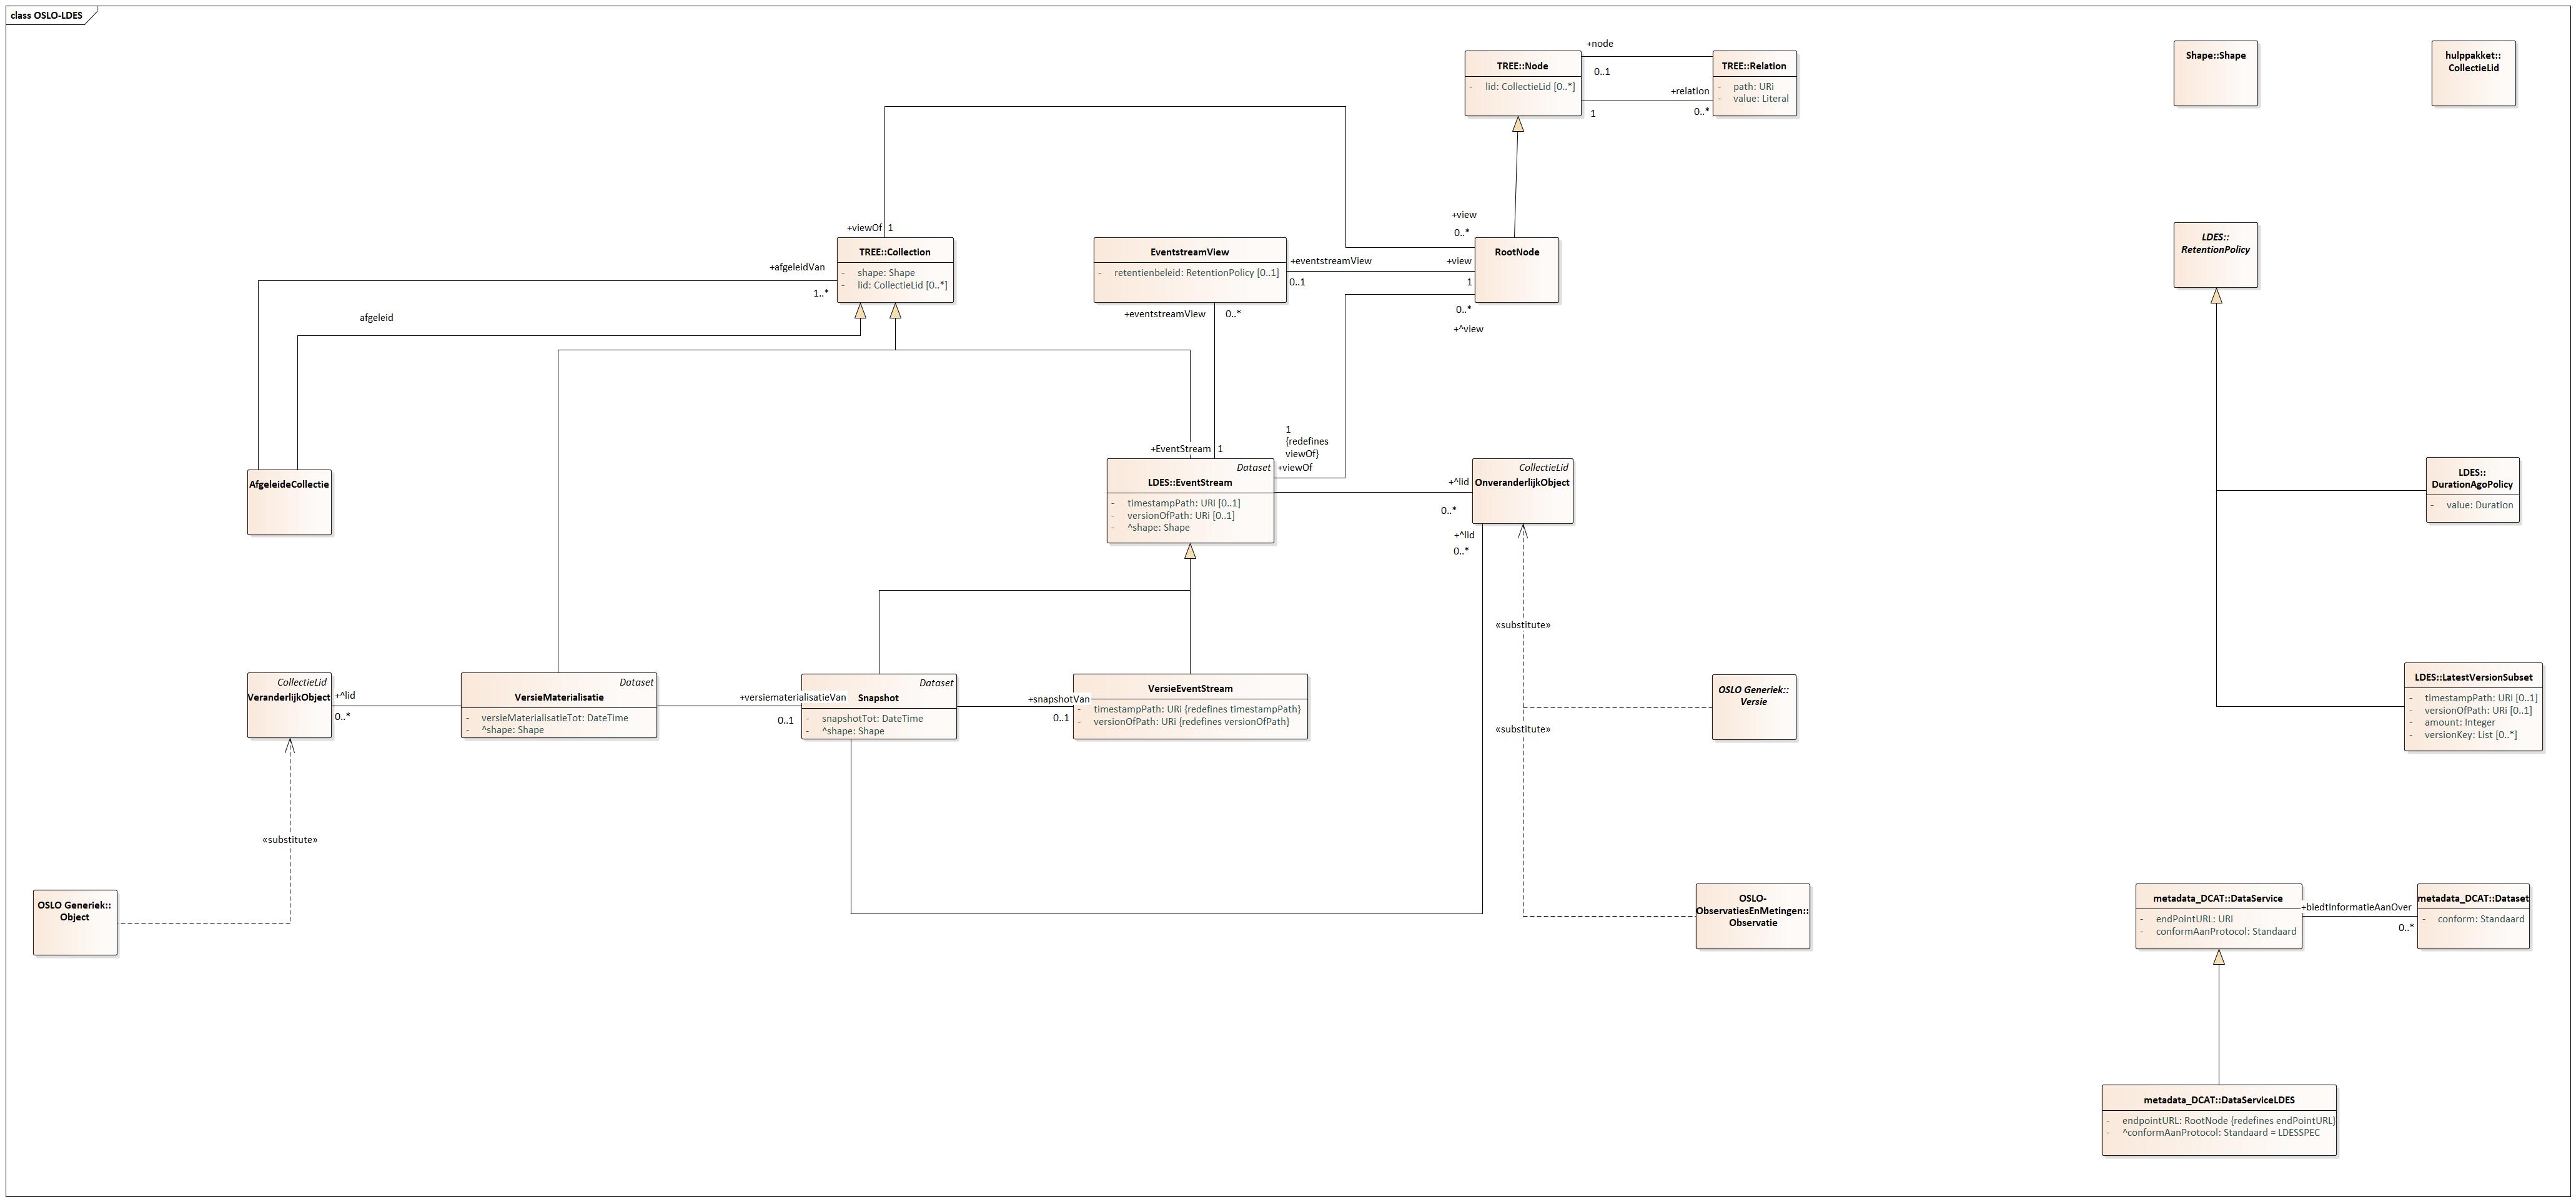 class OSLO-LDES
+node
0..1
TREE::Node
- lid: CollectieLid [0..*]
TREE::Relation
- path: URi
- value: Literal
+relation
1
0..*
Shape::Shape
hulppakket::
CollectieLid
+viewOf
1
+view
0..*
TREE::Collection
- shape: Shape
- lid: CollectieLid [0..*]
+afgeleidVan
1..*
afgeleid
EventstreamView
- retentienbeleid: RetentionPolicy [0..1]
+eventstreamView
0..1
+view
1
RootNode
0..*
+^view
+eventstreamView
0..*
LDES::
RetentionPolicy
+EventStream
1
1
{redefines
viewOf}
+viewOf
Dataset
LDES::EventStream
- timestampPath: URi [0..1]
- versionOfPath: URi [0..1]
- ^shape: Shape
+^lid
0..*
CollectieLid
OnveranderlijkObject
+^lid
0..*
AfgeleideCollectie
LDES::
DurationAgoPolicy
- value: Duration
«substitute»
«substitute»
CollectieLid
VeranderlijkObject
+^lid
0..*
Dataset
VersieMaterialisatie
- versieMaterialisatieTot: DateTime
- ^shape: Shape
+versiematerialisatieVan
0..1
Dataset
Snapshot
- snapshotTot: DateTime
- ^shape: Shape
+snapshotVan
0..1
VersieEventStream
- timestampPath: URi {redefines timestampPath}
- versionOfPath: URi {redefines versionOfPath}
OSLO Generiek::
Versie
LDES::LatestVersionSubset
- timestampPath: URi [0..1]
- versionOfPath: URi [0..1]
- amount: Integer
- versionKey: List [0..*]
«substitute»
OSLO Generiek::
Object
OSLO-
ObservatiesEnMetingen::
Observatie
metadata_DCAT::DataService
- endPointURL: URi
- conformAanProtocol: Standaard
+biedtInformatieAanOver
0..*
metadata_DCAT::Dataset
- conform: Standaard
metadata_DCAT::DataServiceLDES
- endpointURL: RootNode {redefines endPointURL}
- ^conformAanProtocol: Standaard = LDESSPEC